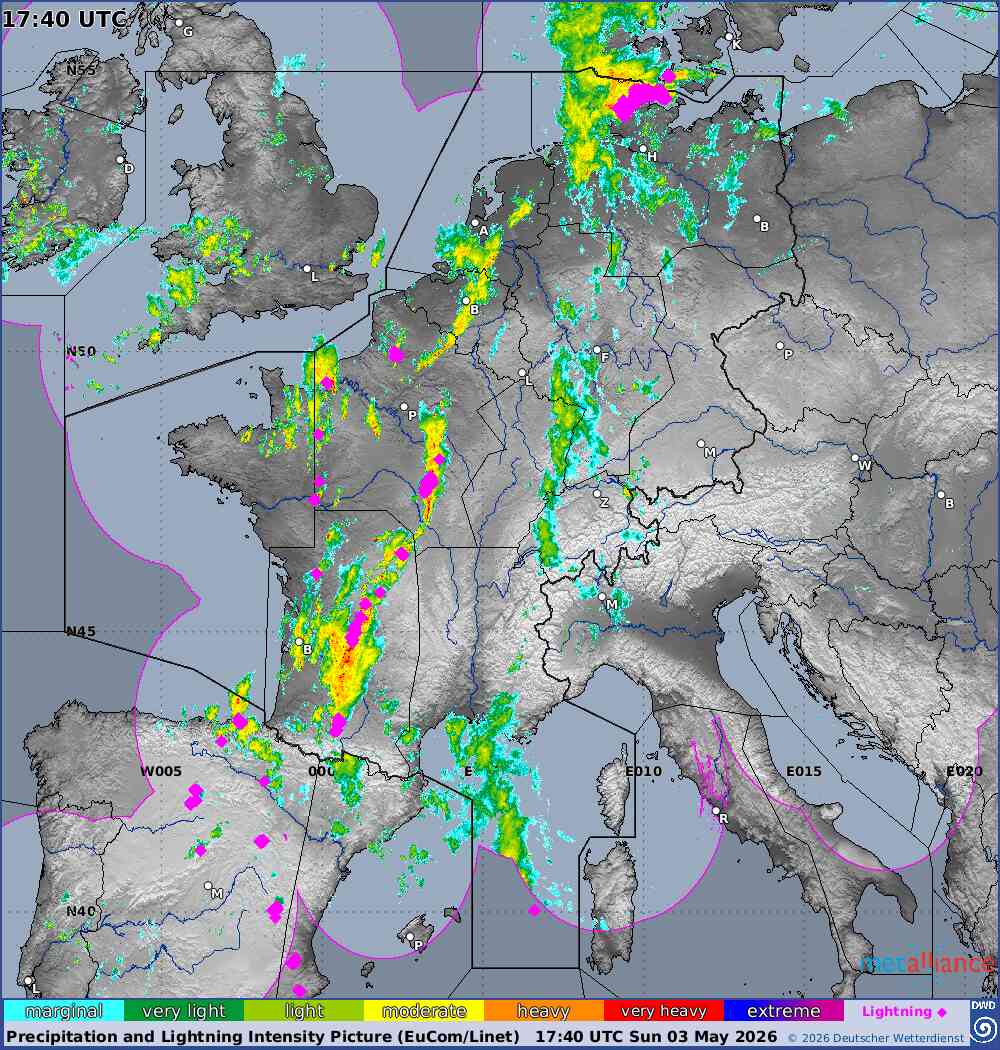 17:40 UTC
G
K
N55
D
H
A
B
L
B
N50
F
P
L
P
M
W
Z
B
M
N45
B
W005
000
E
E010
E015
E020
R
M
N40
P
L
metalliance
marginal very light light moderate heavy very heavy extreme Lightning
DWD
Precipitation and Lightning Intensity Picture (EuCom/Linet) 17:40 UTC Sun 03 May 2026 © 2026 Deutscher Wetterdienst